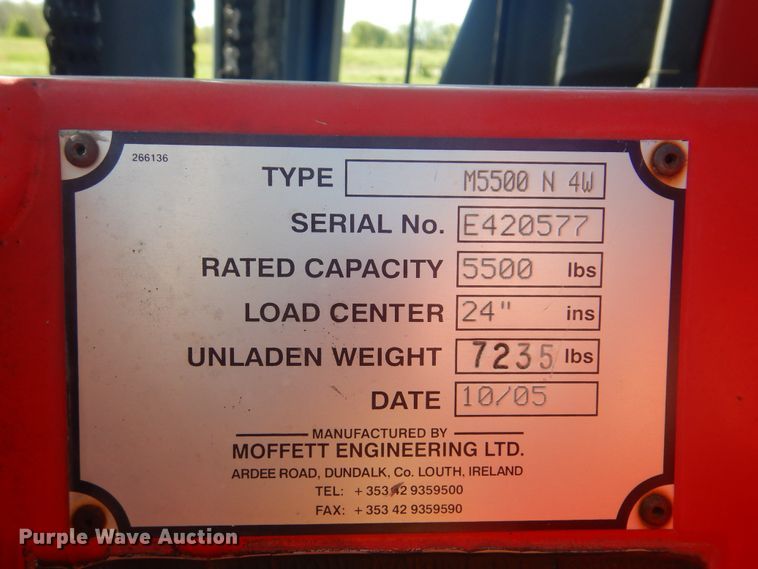 266136
TYPE M5500 N 4W
SERIAL No. E420577
RATED CAPACITY 5500 lbs
LOAD CENTER 24" ins
UNLADEN WEIGHT 7235 lbs
DATE 10/05
MANUFACTURED BY
MOFFETT ENGINEERING LTD.
ARDEE ROAD, DUNDALK, Co. LOUTH, IRELAND
TEL: + 353 42 9359500
FAX: + 353 42 9359590
Purple Wave Auction